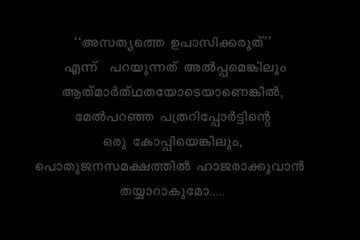 ‘‘അസത്യത്തെ ഉപാസിക്കരുത്’’
എന്ന് പറയുന്നത് അൽപ്പമെങ്കിലും
ആത്മാർത്ഥതയോടെയാണെങ്കിൽ,
മേൽപറഞ്ഞ പത്രറിപ്പോർട്ടിന്റെ
ഒരു കോപ്പിയെങ്കിലും,
പൊതുജനസമക്ഷത്തിൽ ഹാജരാക്കുവാൻ
തയ്യാറാകുമോ.....